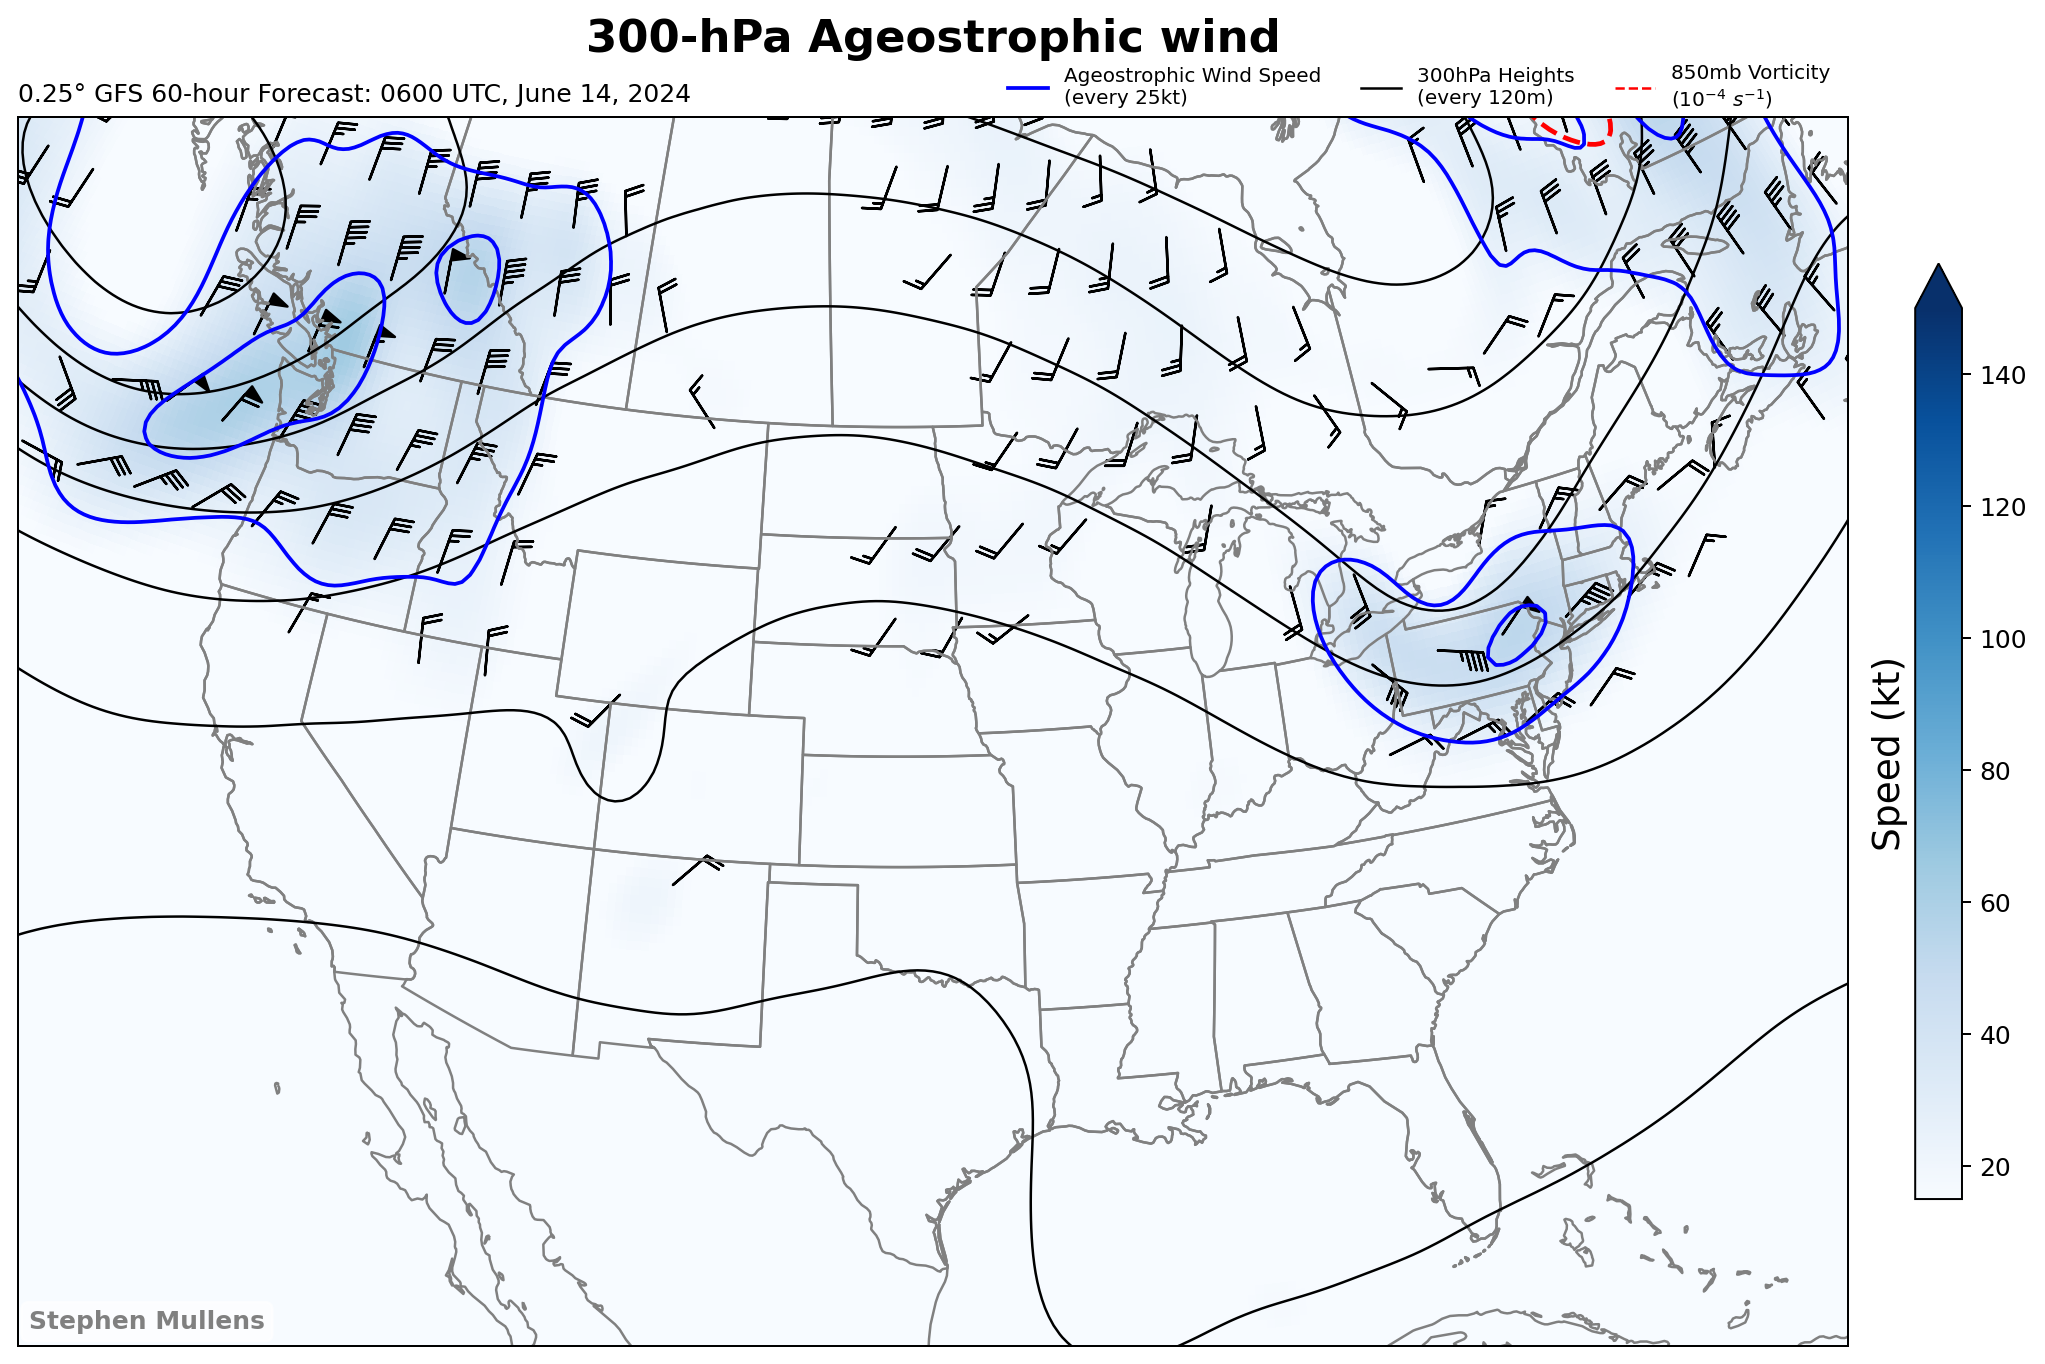 300-hPa Ageostrophic wind
0.25° GFS 60-hour Forecast: 0600 UTC, June 14, 2024
Ageostrophic Wind Speed
(every 25kt)
300hPa Heights
(every 120m)
850mb Vorticity
(10⁻⁴ s⁻¹)
140
120
100
80
60
40
20
Speed (kt)
Stephen Mullens